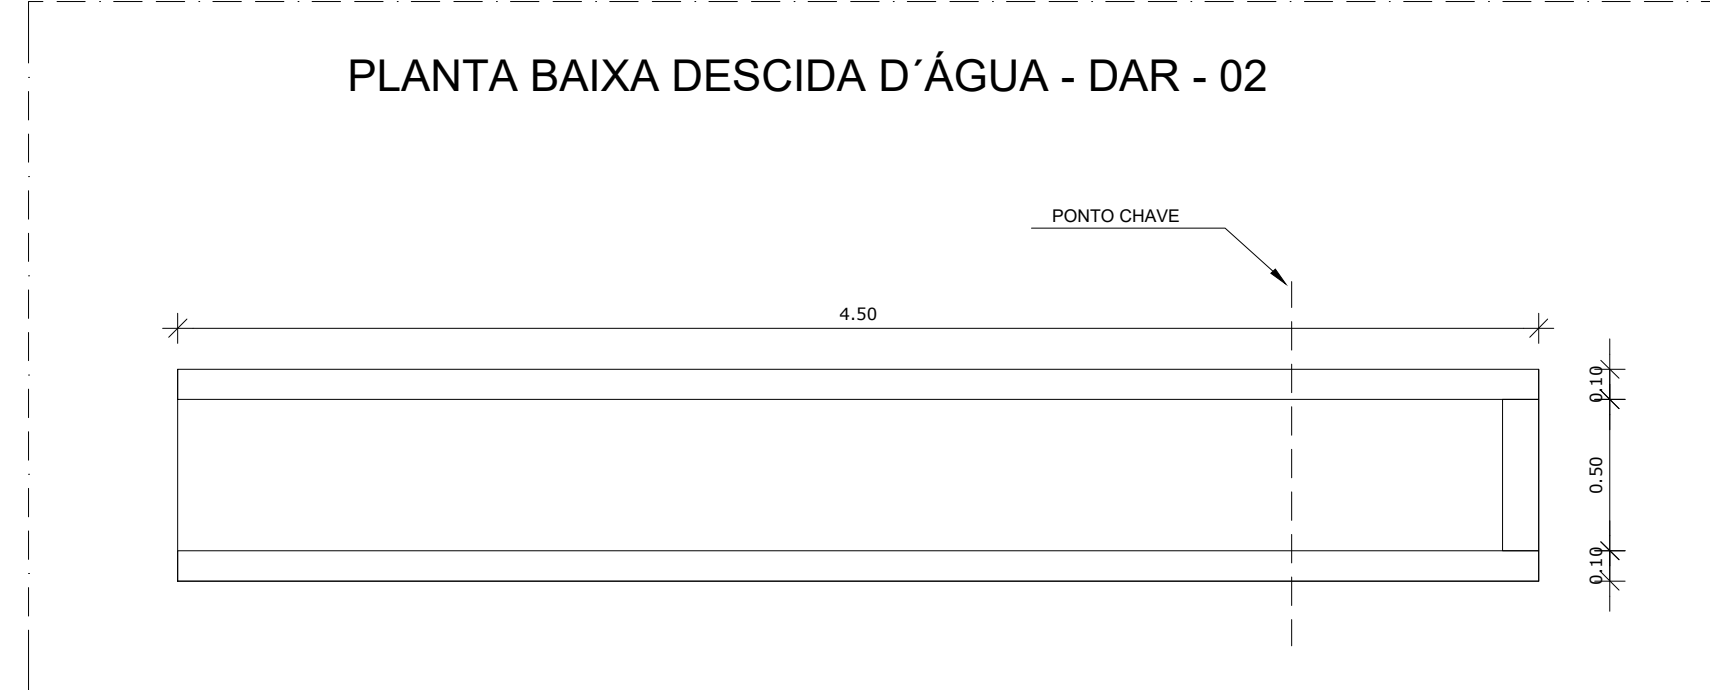 PLANTA BAIXA DESCIDA D´ÁGUA - DAR - 02
PONTO CHAVE
4.50
0.10
0.50
0.10